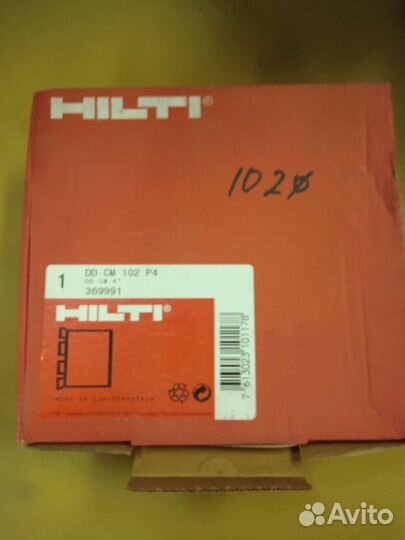 HILTI®
102ø
1
DD-CM 102 P4
DD CM 4"
369991
HILTI
Made in Liechtenstein
7 613023 101178
Avito